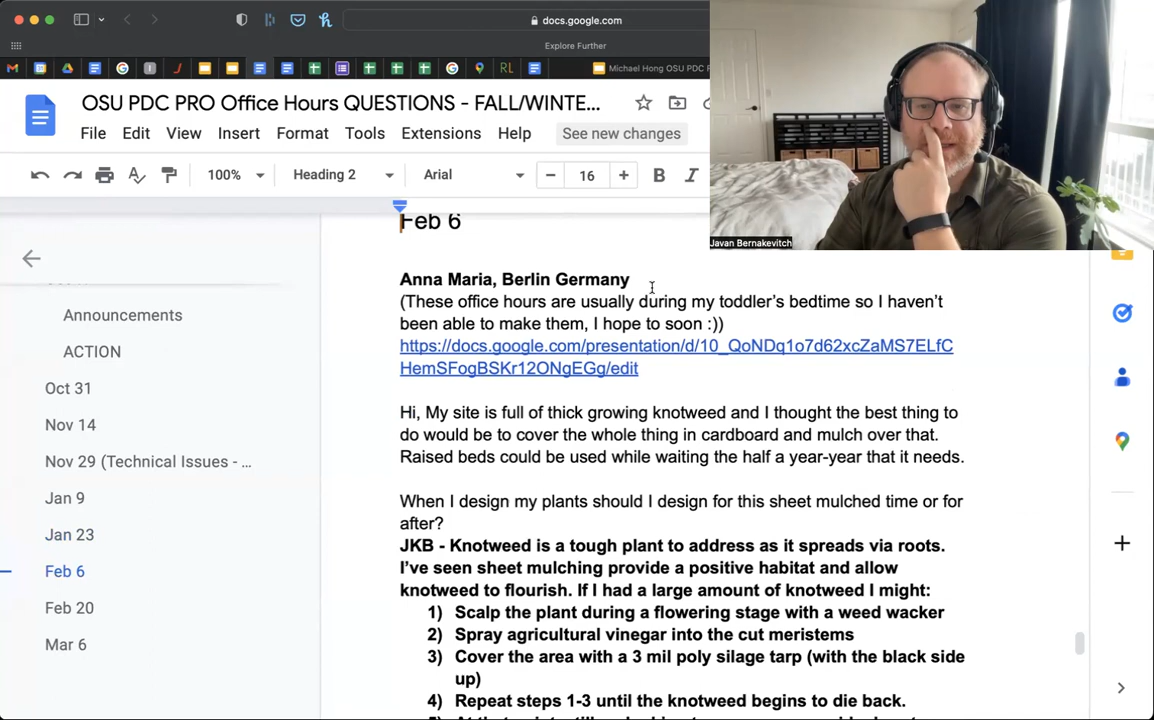 docs.google.com
Explore Further
Michael Hong OSU PDC P
OSU PDC PRO Office Hours QUESTIONS - FALL/WINTE...
File Edit View Insert Format Tools Extensions Help See new changes
100% Heading 2 Arial 16 B I
Javan Bernakevitch
Feb 6
Announcements
ACTION
Oct 31
Nov 14
Nov 29 (Technical Issues - ...
Jan 9
Jan 23
Feb 6
Feb 20
Mar 6
Anna Maria, Berlin Germany
(These office hours are usually during my toddler's bedtime so I haven't
been able to make them, I hope to soon :))
https://docs.google.com/presentation/d/10_QoNDq1o7d62xcZaMS7ELfC
HemSFogBSKr12ONgEGg/edit
Hi, My site is full of thick growing knotweed and I thought the best thing to
do would be to cover the whole thing in cardboard and mulch over that.
Raised beds could be used while waiting the half a year-year that it needs.
When I design my plants should I design for this sheet mulched time or for
after?
JKB - Knotweed is a tough plant to address as it spreads via roots.
I've seen sheet mulching provide a positive habitat and allow
knotweed to flourish. If I had a large amount of knotweed I might:
1) Scalp the plant during a flowering stage with a weed wacker
2) Spray agricultural vinegar into the cut meristems
3) Cover the area with a 3 mil poly silage tarp (with the black side
up)
4) Repeat steps 1-3 until the knotweed begins to die back.